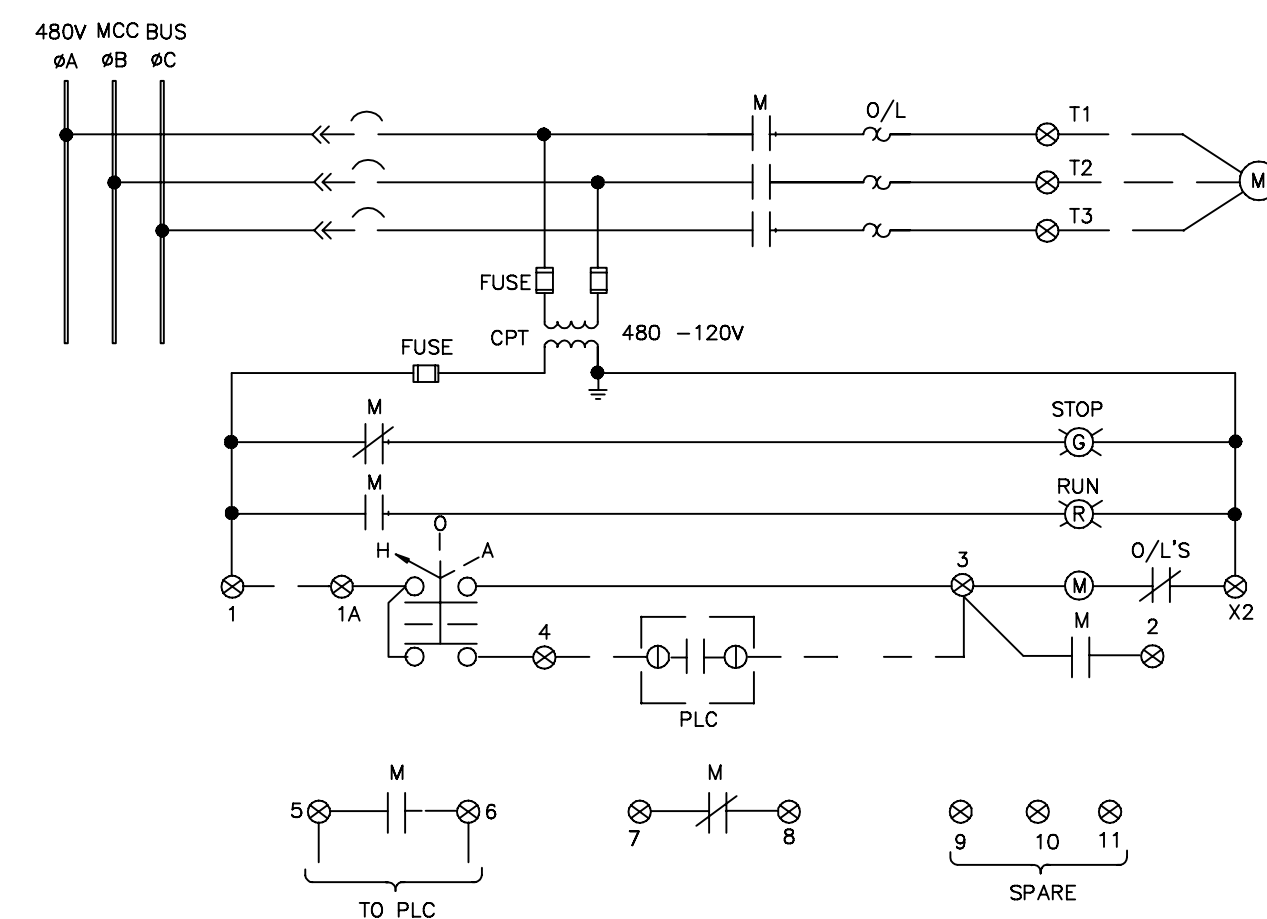 480V MCC BUS
øA øB øC
M
O/L
T1
T2
T3
M
FUSE
CPT
480 -120V
FUSE
M
STOP
G
M
RUN
R
O
H
A
3
O/L'S
M
1
1A
X2
4
M
2
PLC
M
5
6
TO PLC
M
7
8
9
10
11
SPARE